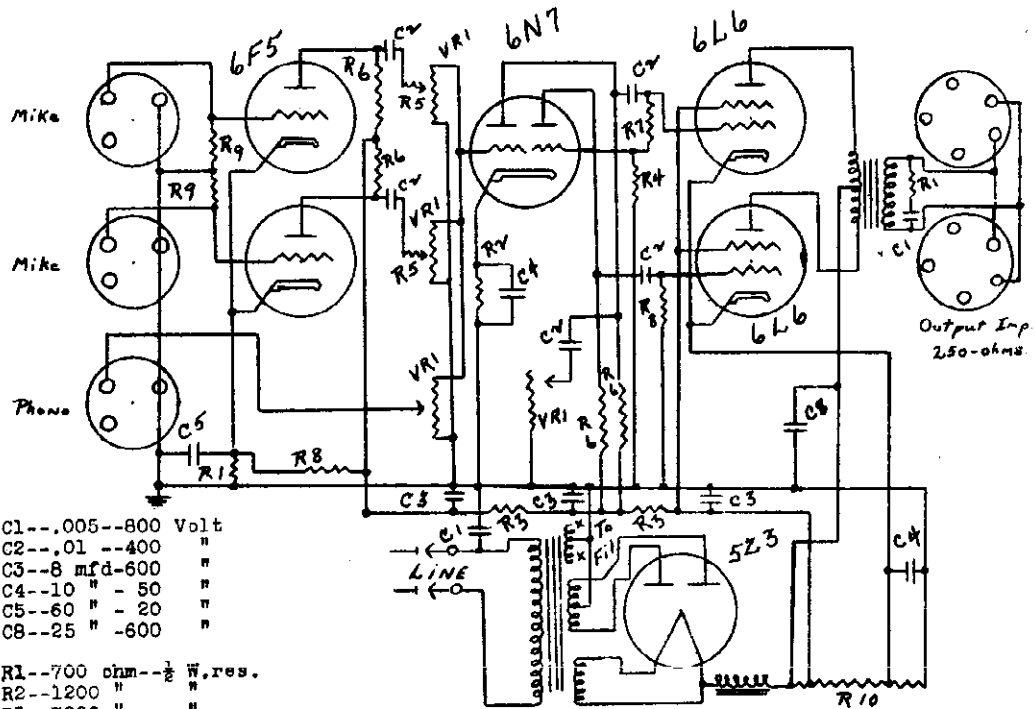 6F5
6N7
6L6
C2
VR1
R6
R5
C2
Mike
R9
R7
R9
R6
C2
R4
R1
VR1
C1
Mike
R5
R2
C4
C2
R8
6L6
Output Imp.
250-ohms
C2
VR1
R6
Phono
VR1
R6
C8
C5
R1
R8
C3
C3
C3
R3
R3
C1
To
Fil
5Z3
C4
LINE
R10
C1--.005--800 Volt
C2--.01 --400 "
C3--8 mfd-600 "
C4--10 " - 50 "
C5--60 " - 20 "
C8--25 " -600 "
R1--700 ohm--½ W.res.
R2--1200 " "